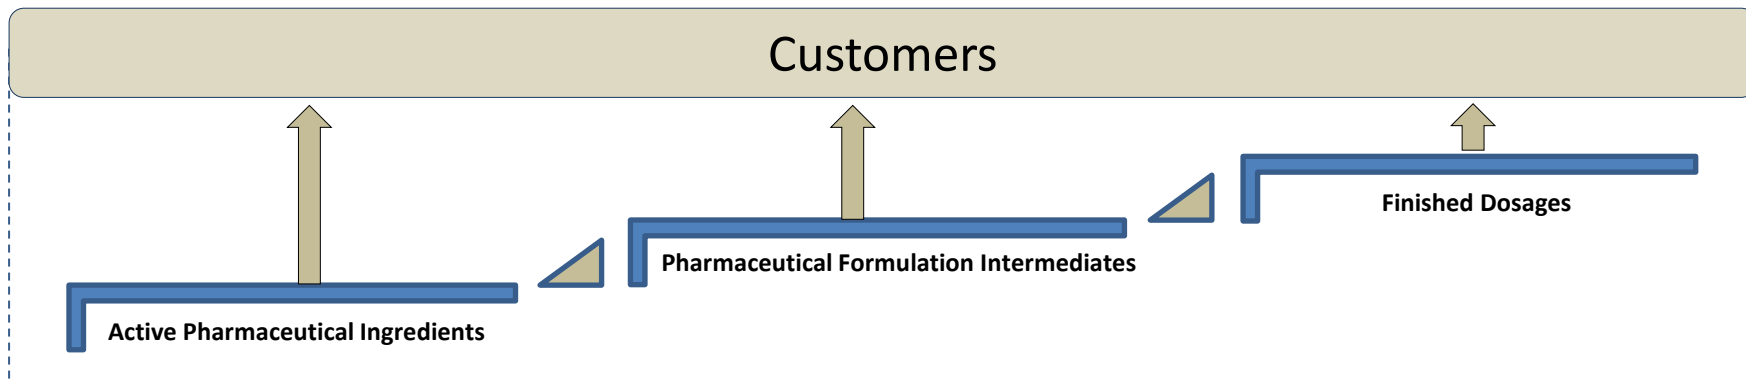 Customers
Finished Dosages
Pharmaceutical Formulation Intermediates
Active Pharmaceutical Ingredients